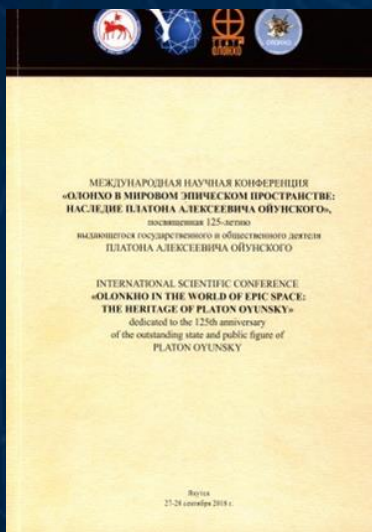 ОЛОНХО
ОЛОНХО
МЕЖДУНАРОДНАЯ НАУЧНАЯ КОНФЕРЕНЦИЯ
«ОЛОНХО В МИРОВОМ ЭПИЧЕСКОМ ПРОСТРАНСТВЕ:
НАСЛЕДИЕ ПЛАТОНА АЛЕКСЕЕВИЧА ОЙУНСКОГО»,
посвященная 125-летию
выдающегося государственного и общественного деятеля
ПЛАТОНА АЛЕКСЕЕВИЧА ОЙУНСКОГО
INTERNATIONAL SCIENTIFIC CONFERENCE
«OLONKHO IN THE WORLD OF EPIC SPACE:
THE HERITAGE OF PLATON OYUNSKY»
dedicated to the 125th anniversary
of the outstanding state and public figure of
PLATON OYUNSKY
Якутск
27-28 сентября 2018 г.